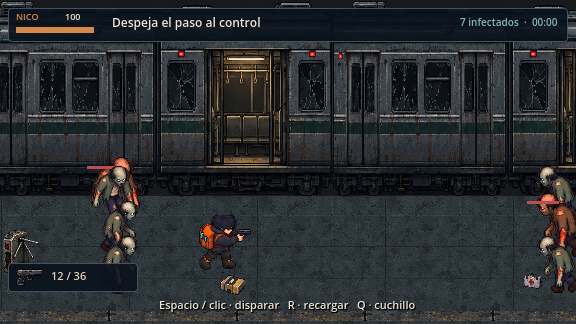 NICO 100
Despeja el paso al control
7 infectados · 00:00
12 / 36
Espacio / clic · disparar R · recargar Q · cuchillo